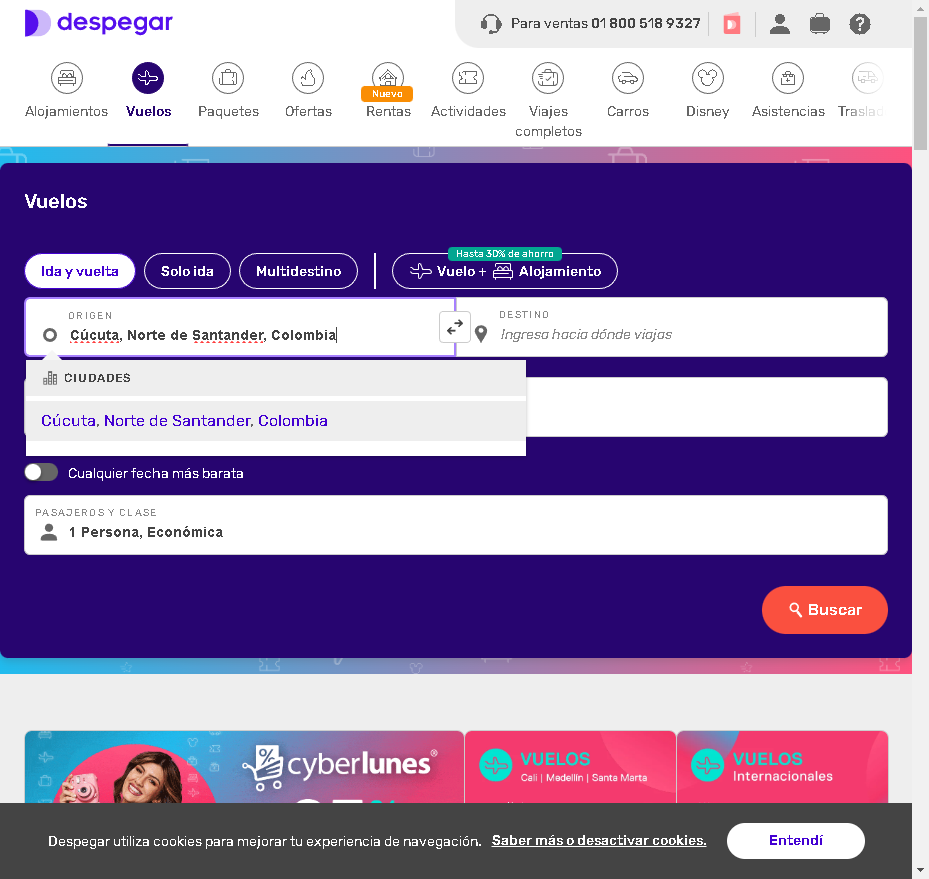 despegar
Para ventas 01 800 518 9327
Alojamientos
Vuelos
Paquetes
Ofertas
Nuevo
Rentas
Actividades
Viajes
completos
Carros
Disney
Asistencias
Traslad
Vuelos
Hasta 30% de ahorro
Ida y vuelta
Solo ida
Multidestino
Vuelo + Alojamiento
ORIGEN
Cúcuta, Norte de Santander, Colombia
DESTINO
Ingresa hacia dónde viajas
CIUDADES
Cúcuta, Norte de Santander, Colombia
Cualquier fecha más barata
PASAJEROS Y CLASE
1 Persona, Económica
Buscar
cyberlunes®
VUELOS
Cali | Medellín | Santa Marta
VUELOS
Internacionales
Despegar utiliza cookies para mejorar tu experiencia de navegación. Saber más o desactivar cookies.
Entendí